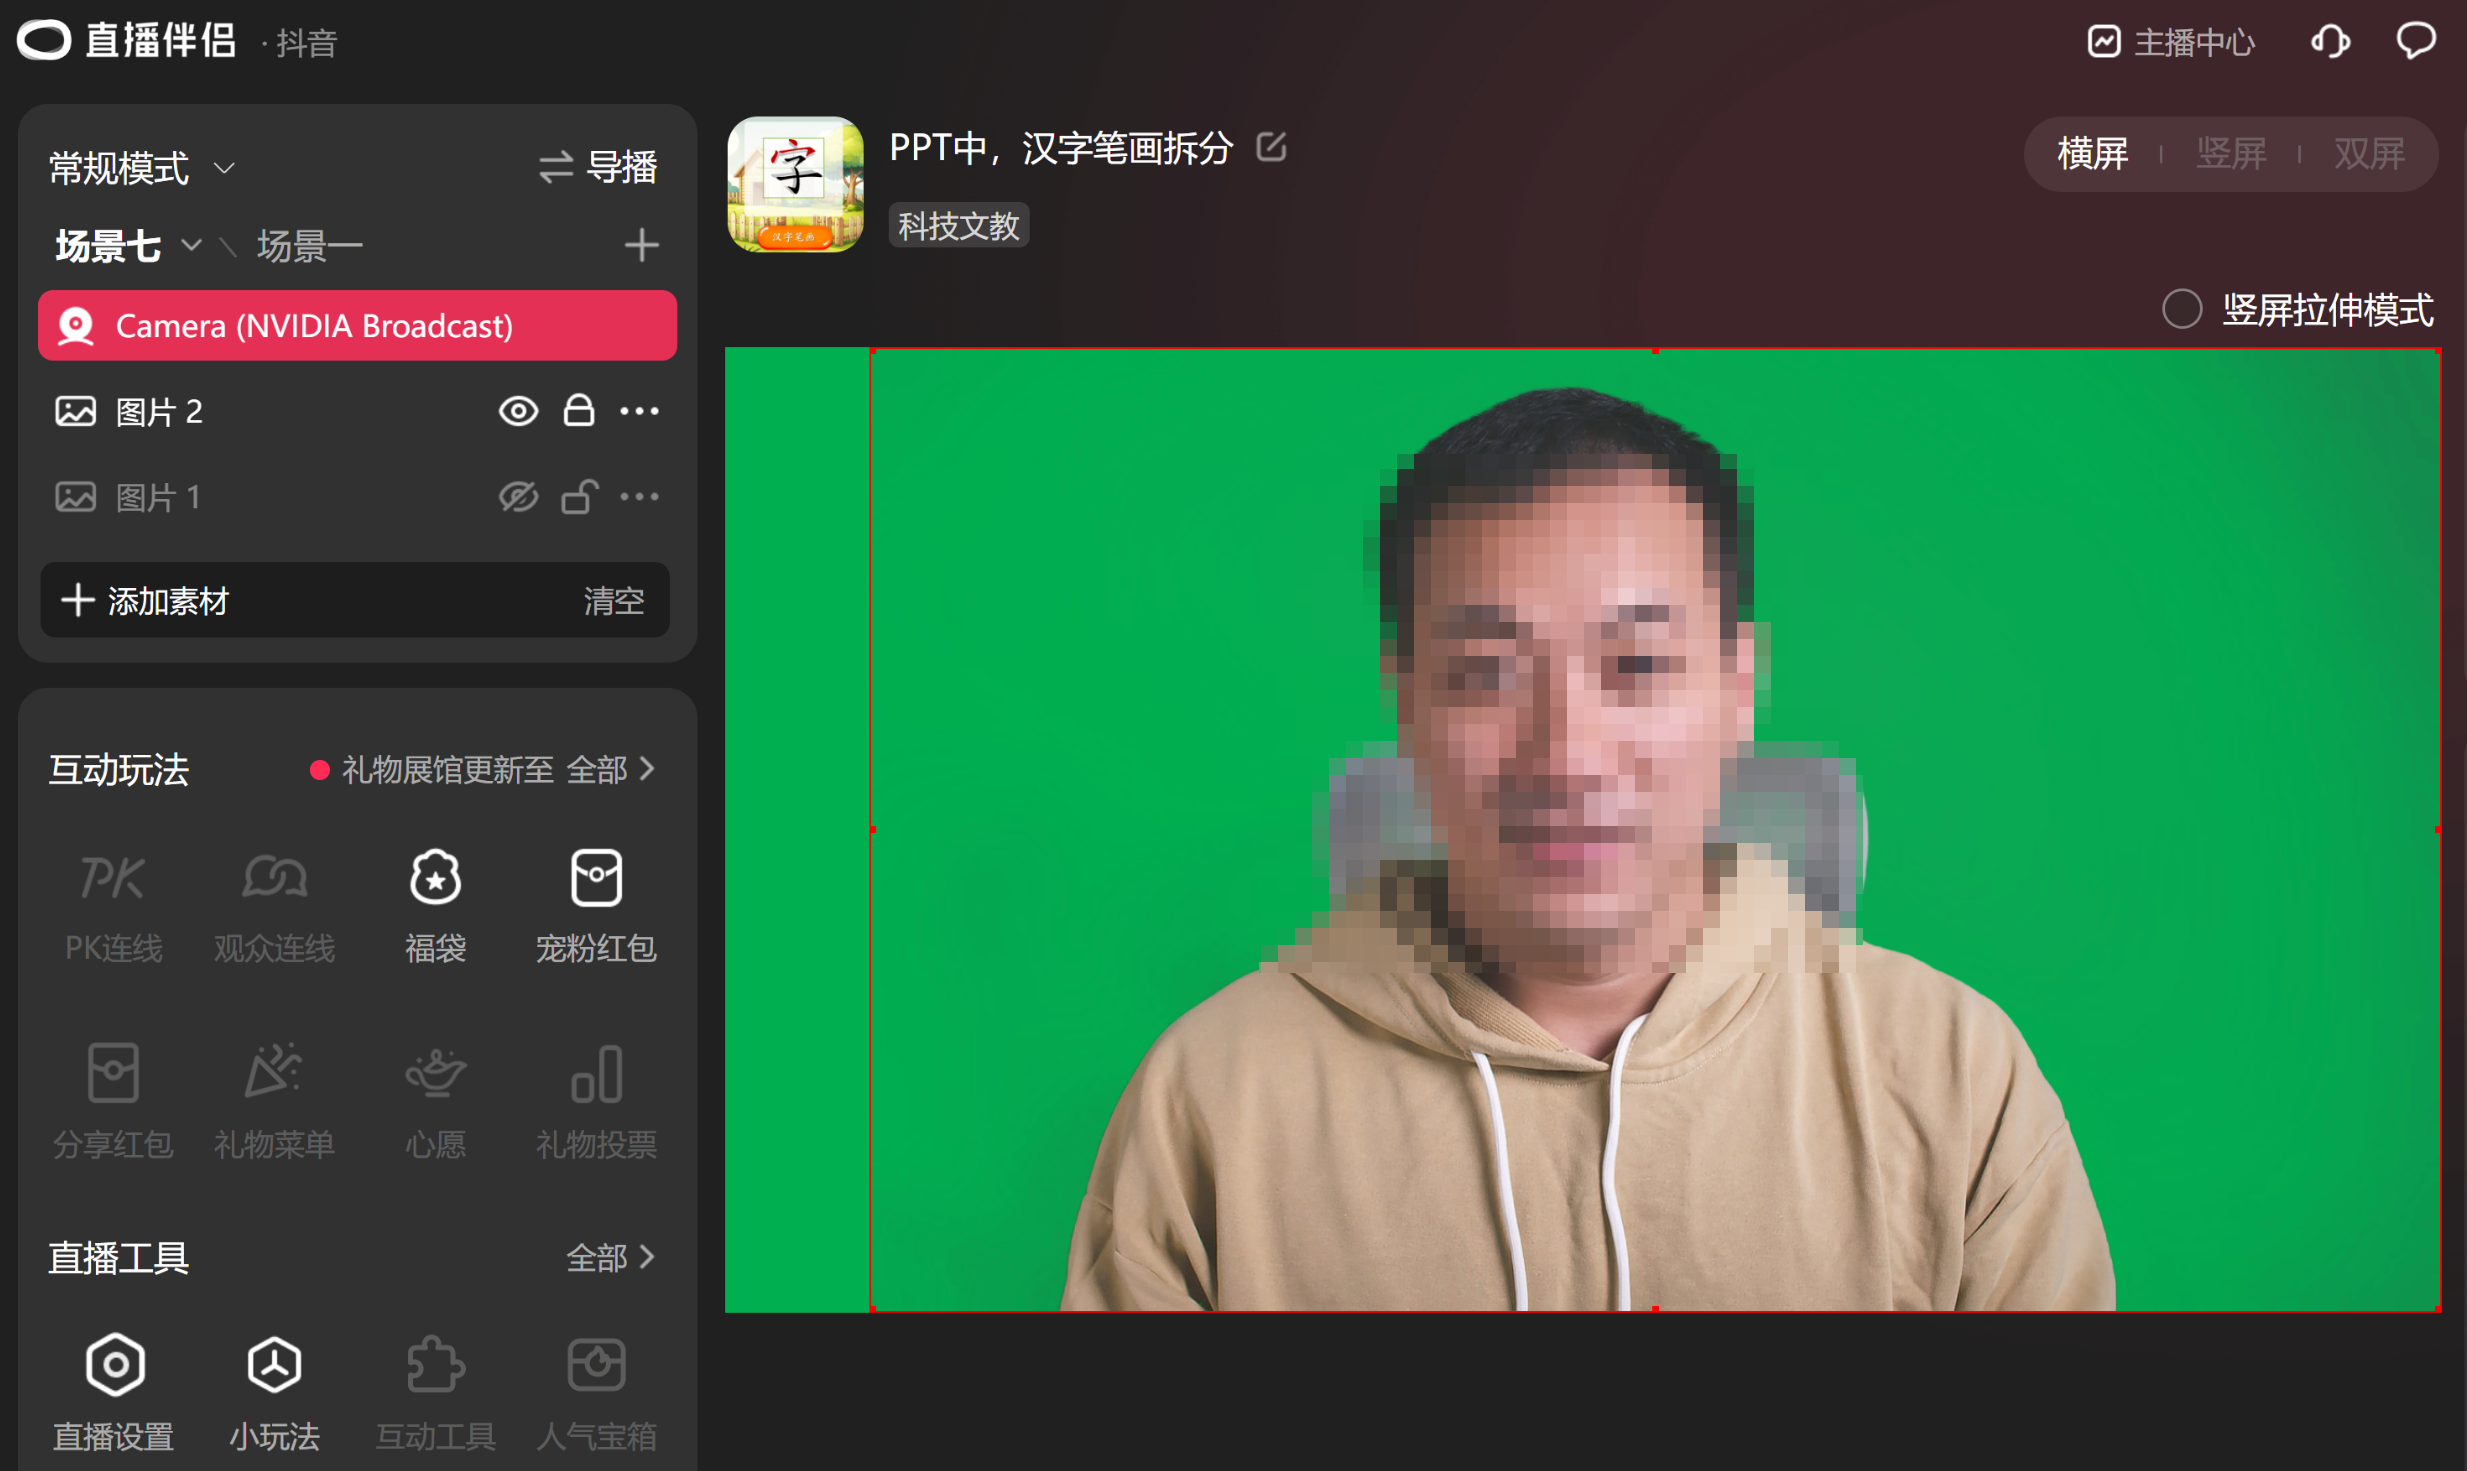 直播伴侣 · 抖音
主播中心
常规模式
导播
场景七 \ 场景一
Camera (NVIDIA Broadcast)
图片 2
图片 1
添加素材
清空
互动玩法
礼物展馆更新至 全部
PK连线
观众连线
福袋
宠粉红包
分享红包
礼物菜单
心愿
礼物投票
直播工具
全部
直播设置
小玩法
互动工具
人气宝箱
字
汉字笔画
PPT中，汉字笔画拆分
科技文教
横屏
竖屏
双屏
竖屏拉伸模式